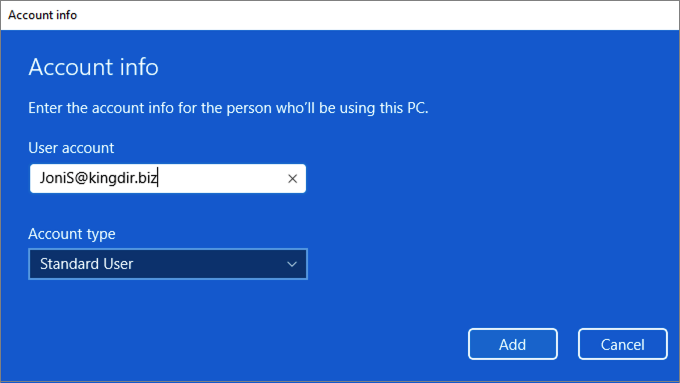 Account info
Account info
Enter the account info for the person who'll be using this PC.
User account
JoniS@kingdir.biz
Account type
Standard User
Add Cancel